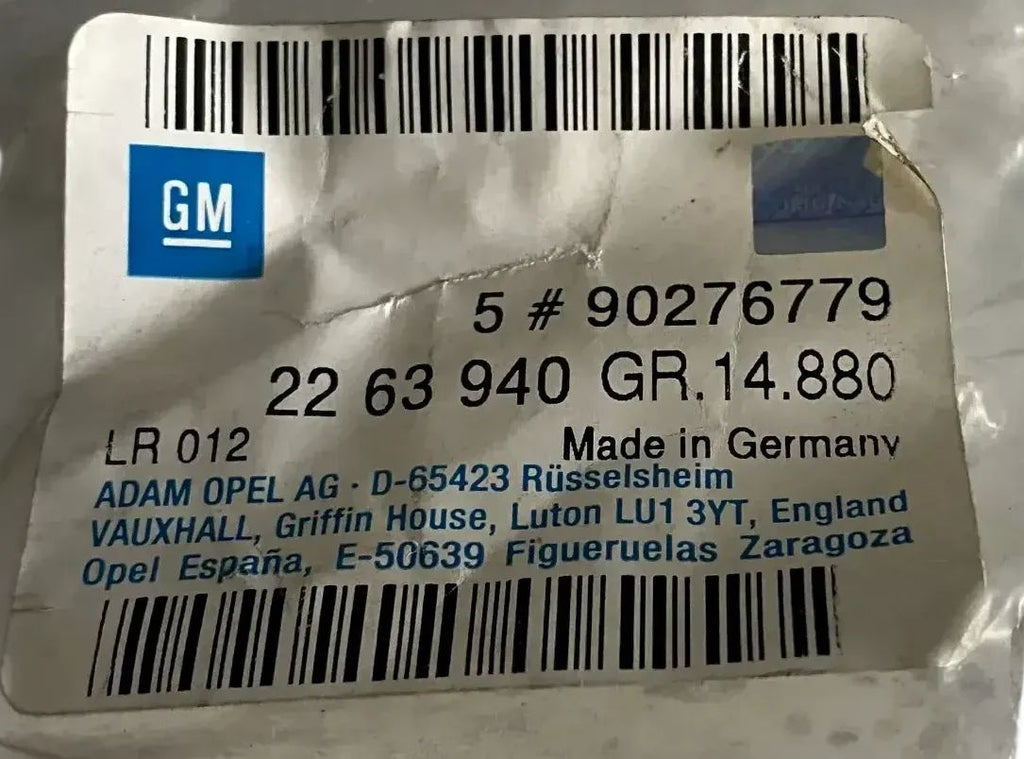 GM
ORIGINAL
5 # 90276779
22 63 940 GR.14.880
LR 012
Made in Germany
ADAM OPEL AG · D-65423 Rüsselsheim
VAUXHALL, Griffin House, Luton LU1 3YT, England
Opel España, E-50639 Figueruelas Zaragoza